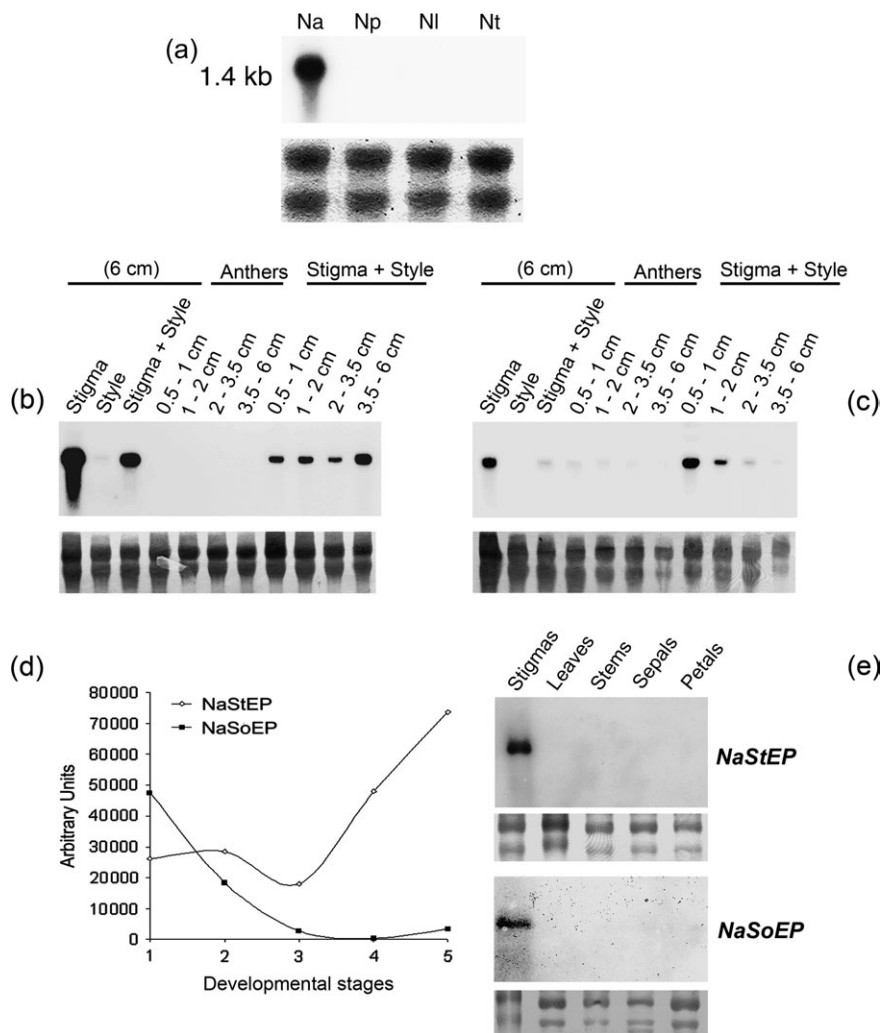 Na Np Nl Nt
(a)
1.4 kb
(6 cm) Anthers Stigma + Style
Stigma
Style
Stigma + Style
0.5 - 1 cm
1 - 2 cm
2 - 3.5 cm
3.5 - 6 cm
0.5 - 1 cm
1 - 2 cm
2 - 3.5 cm
3.5 - 6 cm
(b)
(6 cm) Anthers Stigma + Style
Stigma
Style
Stigma + Style
0.5 - 1 cm
1 - 2 cm
2 - 3.5 cm
3.5 - 6 cm
0.5 - 1 cm
1 - 2 cm
2 - 3.5 cm
3.5 - 6 cm
(c)
(d)
80000
70000
60000
50000
40000
30000
20000
10000
0
Arbitrary Units
NaStEP
NaSoEP
1 2 3 4 5
Developmental stages
Stigmas
Leaves
Stems
Sepals
Petals
(e)
NaStEP
NaSoEP